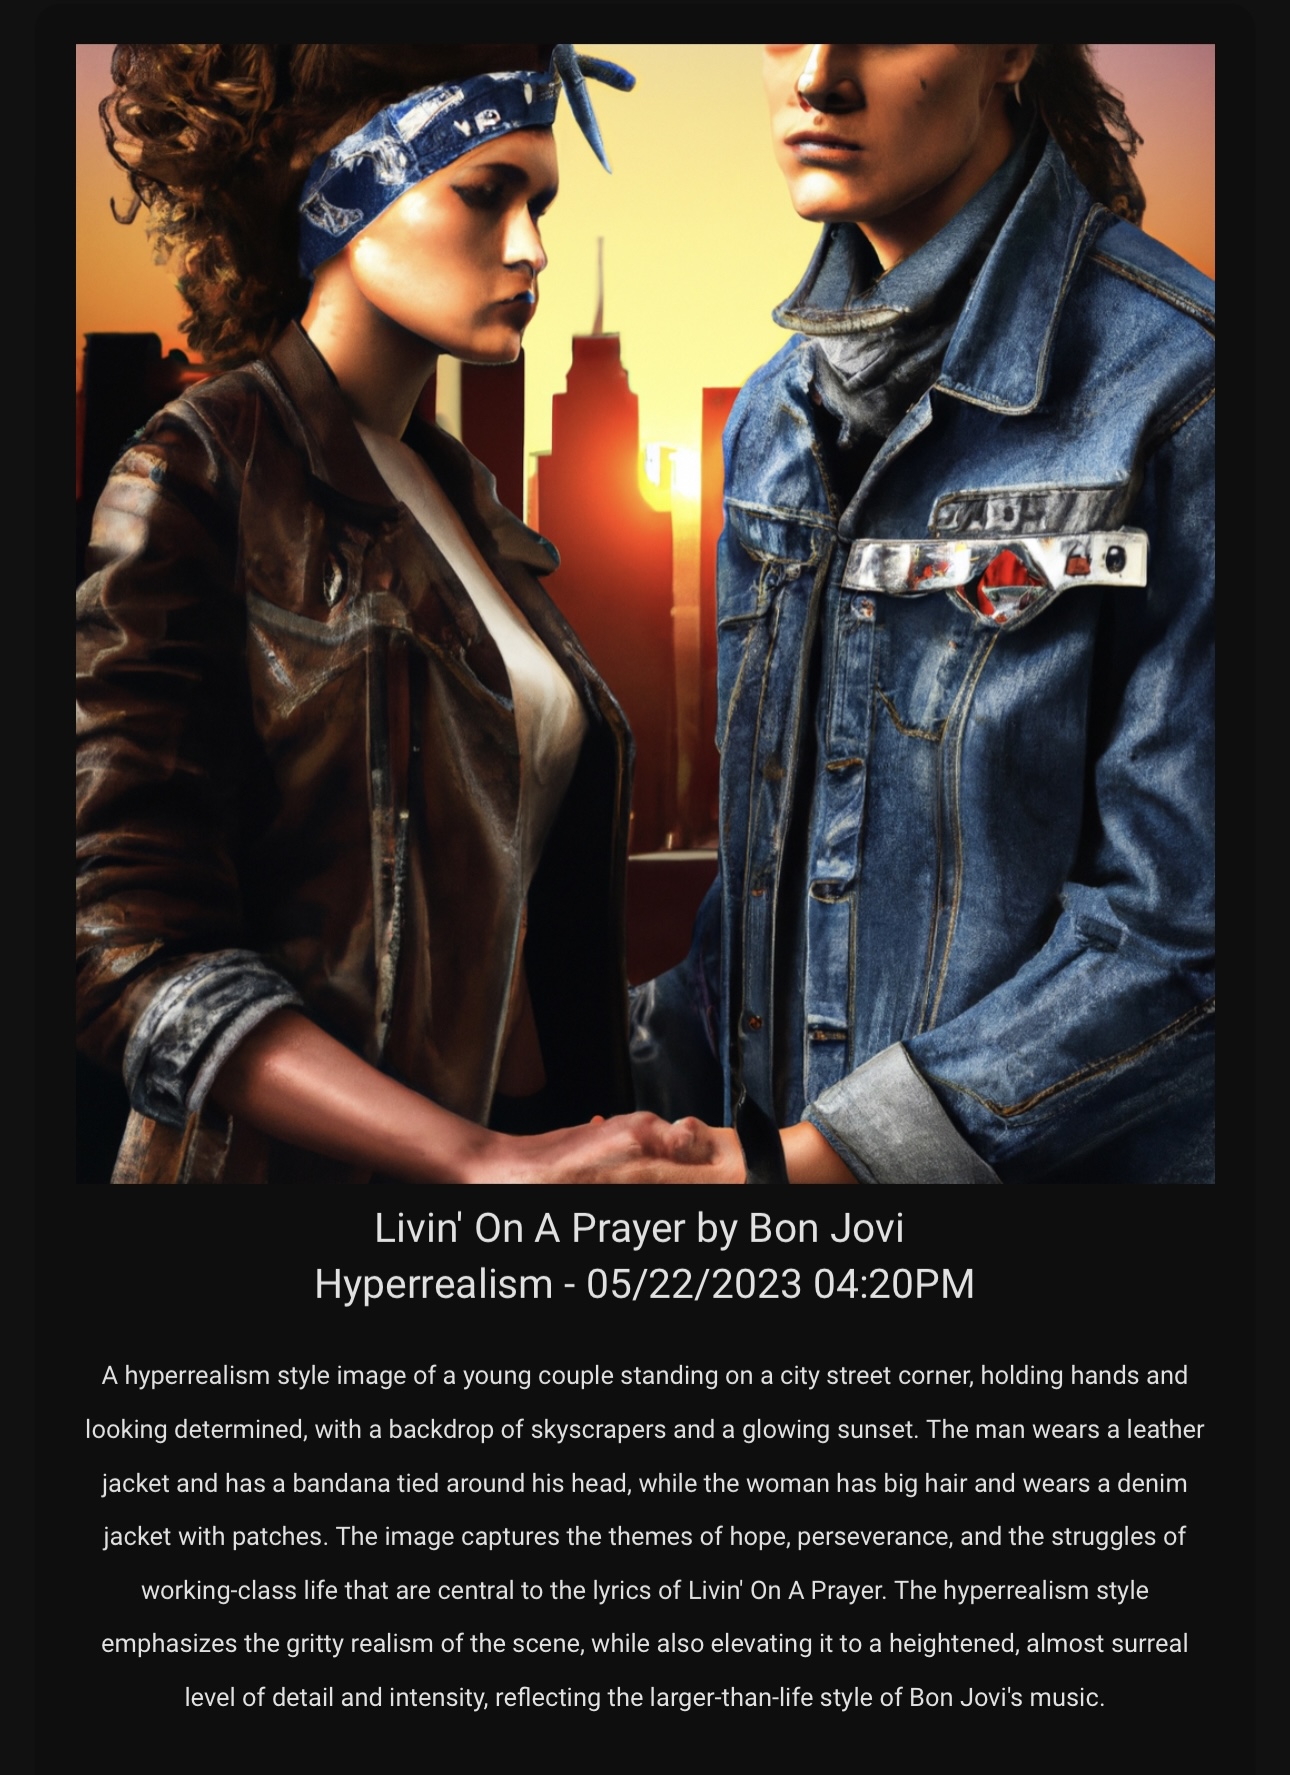 Livin' On A Prayer by Bon Jovi
Hyperrealism - 05/22/2023 04:20PM
A hyperrealism style image of a young couple standing on a city street corner, holding hands and
looking determined, with a backdrop of skyscrapers and a glowing sunset. The man wears a leather
jacket and has a bandana tied around his head, while the woman has big hair and wears a denim
jacket with patches. The image captures the themes of hope, perseverance, and the struggles of
working-class life that are central to the lyrics of Livin' On A Prayer. The hyperrealism style
emphasizes the gritty realism of the scene, while also elevating it to a heightened, almost surreal
level of detail and intensity, reflecting the larger-than-life style of Bon Jovi's music.